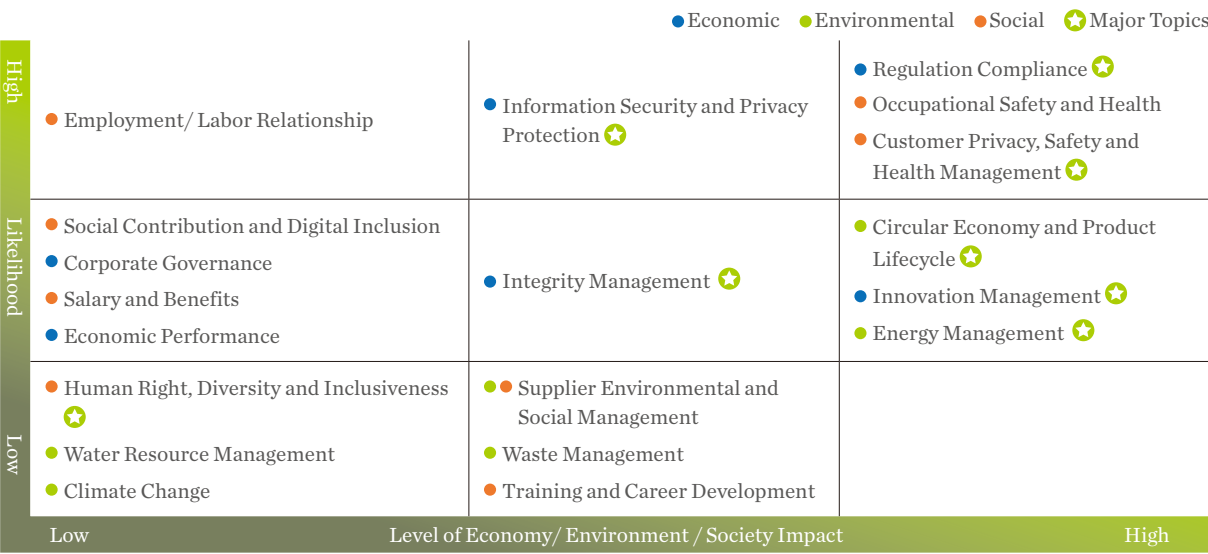 Economic Environmental Social Major Topics
High
Employment/ Labor Relationship
Information Security and Privacy
Protection
Regulation Compliance
Occupational Safety and Health
Customer Privacy, Safety and
Health Management
Likelihood
Social Contribution and Digital Inclusion
Corporate Governance
Salary and Benefits
Economic Performance
Integrity Management
Circular Economy and Product
Lifecycle
Innovation Management
Energy Management
Low
Human Right, Diversity and Inclusiveness
Water Resource Management
Climate Change
Supplier Environmental and
Social Management
Waste Management
Training and Career Development
Low Level of Economy/ Environment / Society Impact High